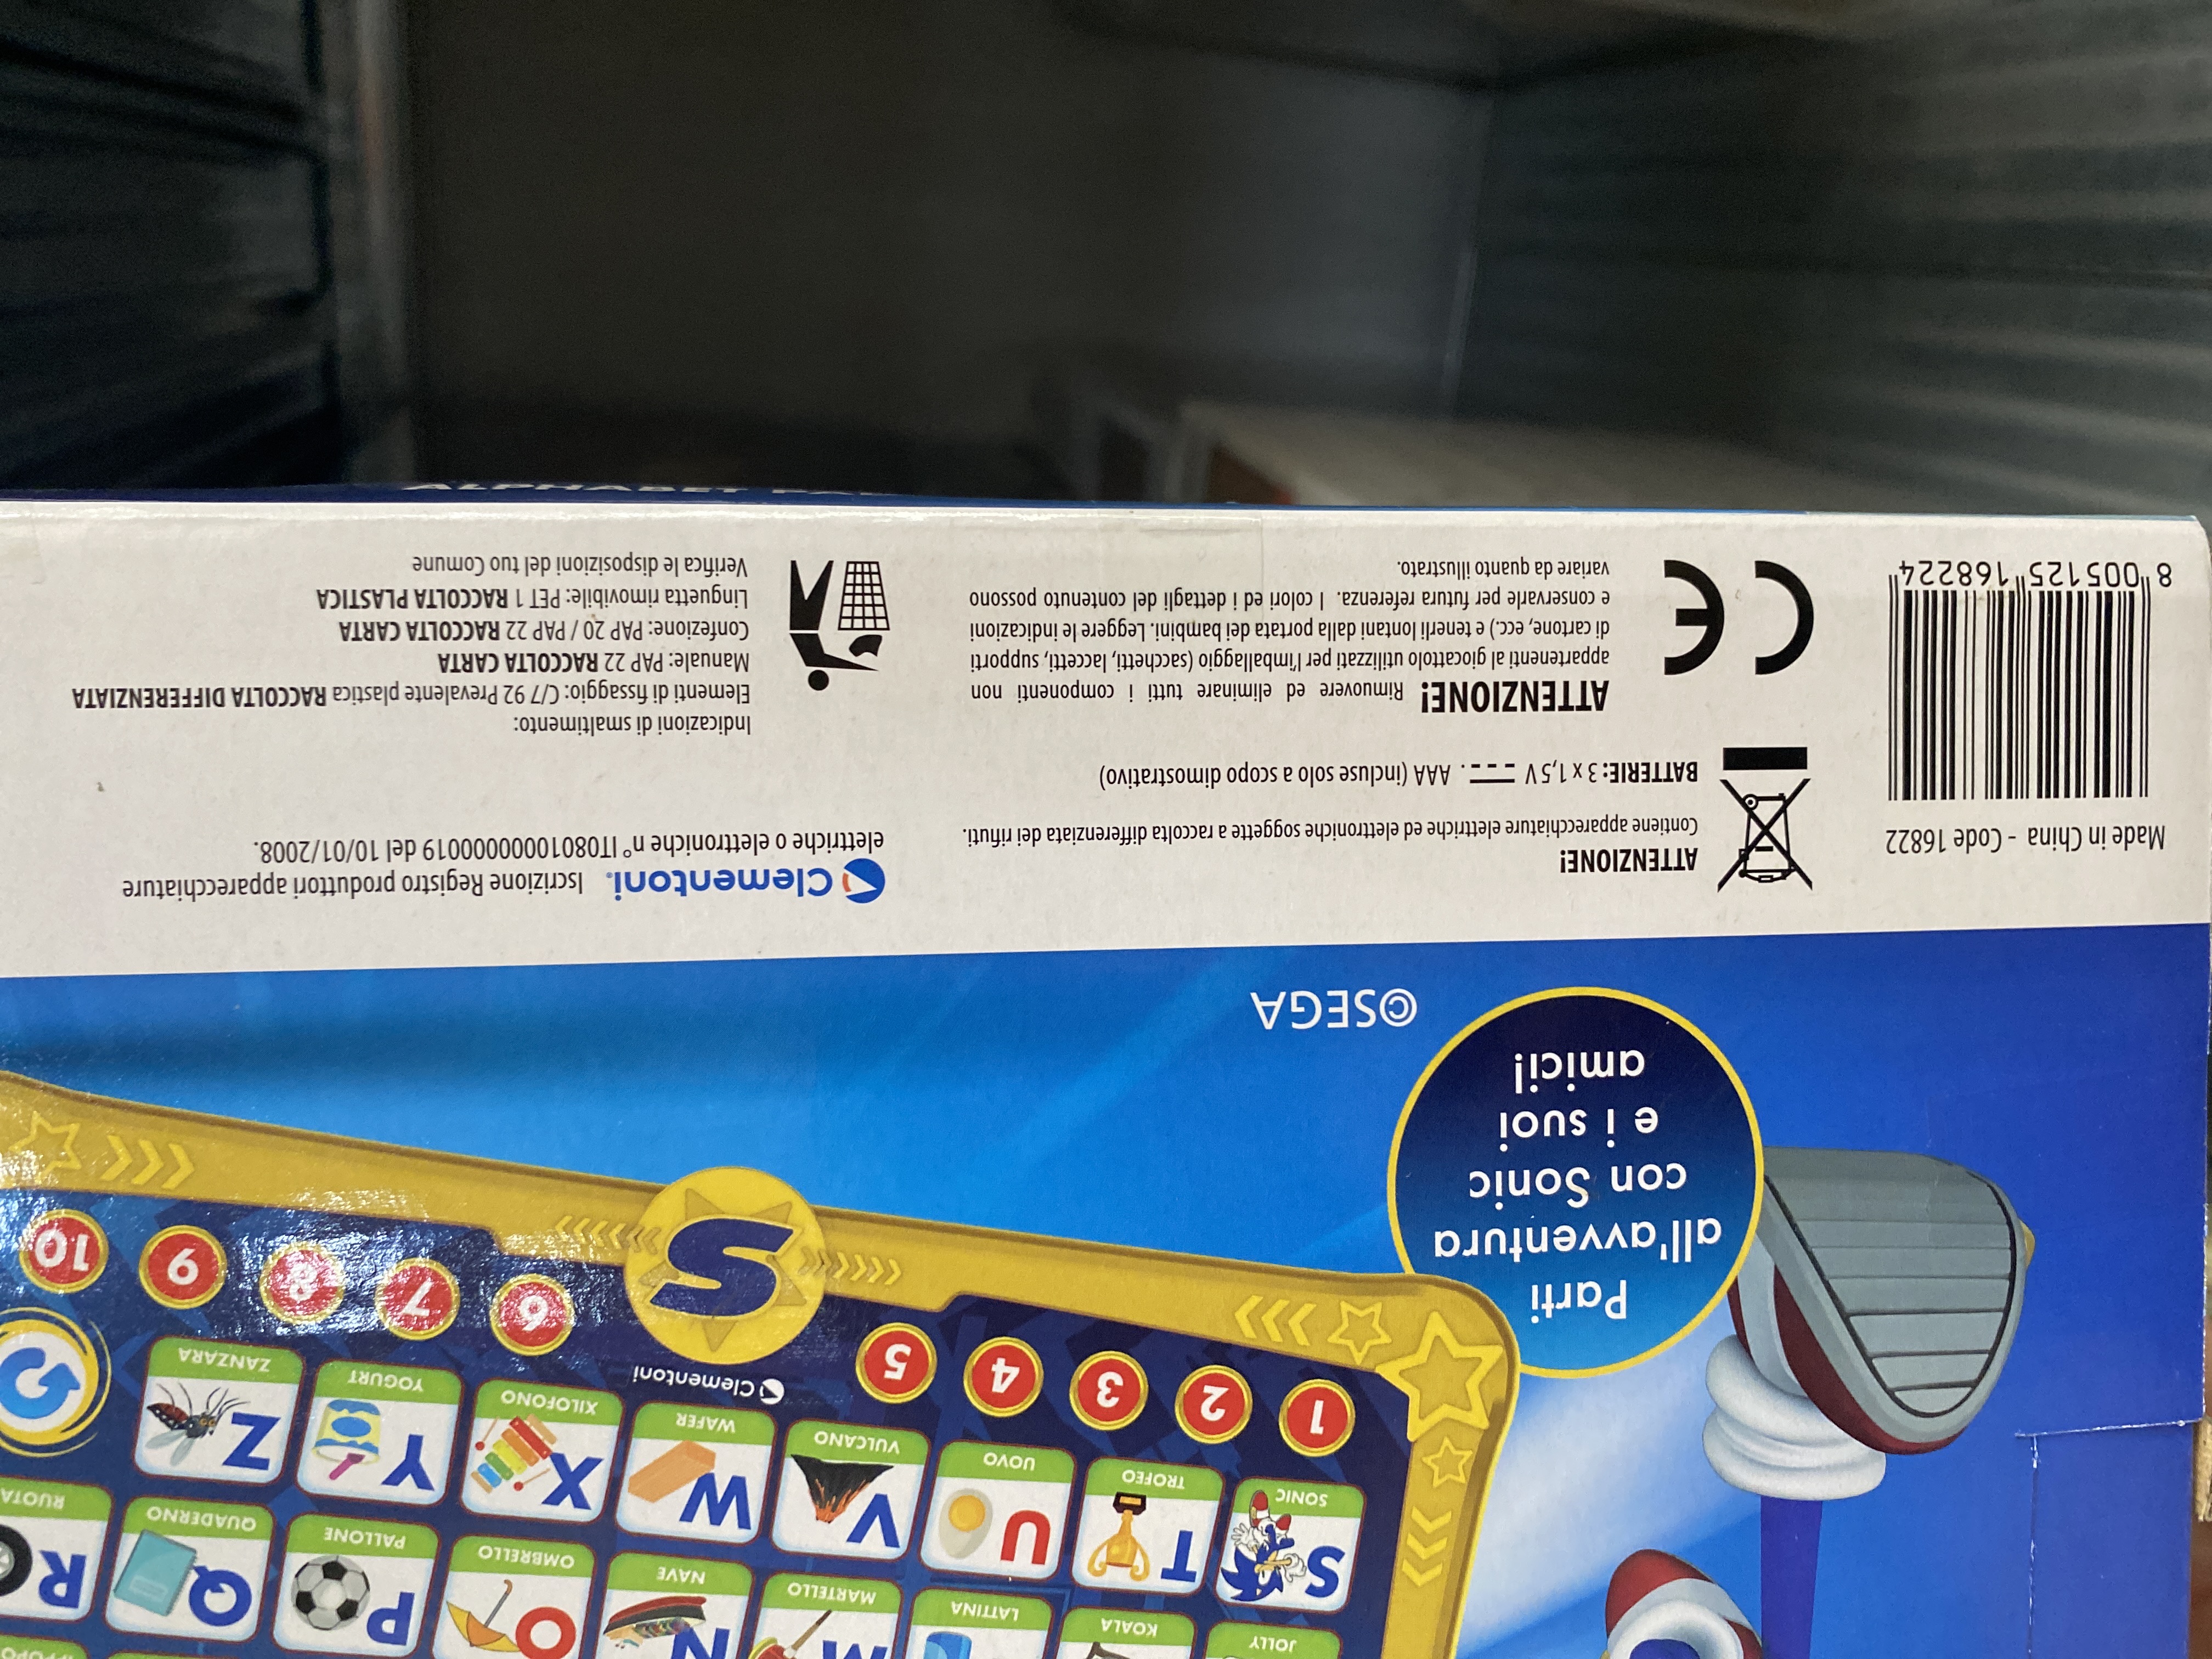 M N O P Q R
JOLLY KOALA LATTINA MARTELLO NAVE OMBRELLO PALLONE QUADERNO RUOTA
S T U V W X Y Z
SONIC TROFEO UOVO VULCANO WAFER XILOFONO YOGURT ZANZARA
Clementoni
1 2 3 4 5 S 6 7 8 9 10
Parti
all'avventura
con Sonic
e i suoi
amici!
©SEGA
Made in China - Code 16822
8 005125 168224
ATTENZIONE!
Contiene apparecchiature elettriche ed elettroniche soggette a raccolta differenziata dei rifiuti.
BATTERIE: 3 x 1,5 V ⎓. AAA (incluse solo a scopo dimostrativo)
CE
ATTENZIONE! Rimuovere ed eliminare tutti i componenti non
appartenenti al giocattolo utilizzati per l'imballaggio (sacchetti, laccetti, supporti
di cartone, ecc.) e tenerli lontani dalla portata dei bambini. Leggere le indicazioni
e conservarle per futura referenza. I colori ed i dettagli del contenuto possono
variare da quanto illustrato.
Clementoni. Iscrizione Registro produttori apparecchiature
elettriche o elettroniche n° IT08010000000019 del 10/01/2008.
Indicazioni di smaltimento:
Elementi di fissaggio: C/7 92 Prevalente plastica RACCOLTA DIFFERENZIATA
Manuale: PAP 22 RACCOLTA CARTA
Confezione: PAP 20 / PAP 22 RACCOLTA CARTA
Linguetta rimovibile: PET 1 RACCOLTA PLASTICA
Verifica le disposizioni del tuo Comune
ALPHABET